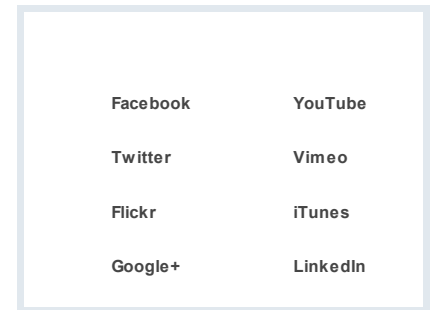 Facebook YouTube
Twitter Vimeo
Flickr iTunes
Google+ LinkedIn